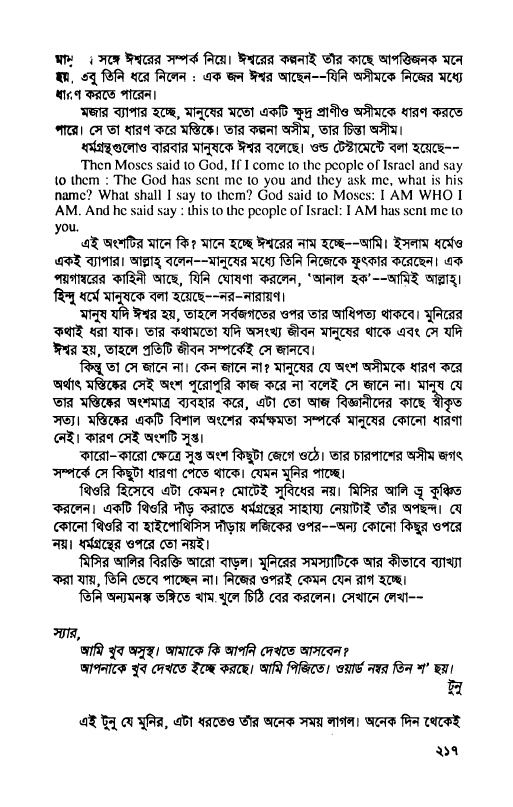 সঙ্গে ঈশ্বরের সম্পর্ক নিয়ে। ঈশ্বরের কল্পনাই তাঁর কাছে আপত্তিজনক মনে
হয়, তবু তিনি ধরে নিলেন : এক জন ঈশ্বর আছেন--যিনি অসীমকে নিজের মধ্যে
ধারণ করতে পারেন।
মজার ব্যাপার হচ্ছে, মানুষের মতো একটি ক্ষুদ্র প্রাণীও অসীমকে ধারণ করতে
পারে। সে তা ধারণ করে মস্তিষ্কে। তার কল্পনা অসীম, তার চিন্তা অসীম।
ধর্মগ্রন্থগুলোও বারবার মানুষকে ঈশ্বর বলেছে। ওল্ড টেস্টামেন্টে বলা হয়েছে--
Then Moses said to God, If I come to the people of Israel and say
to them : The God has sent me to you and they ask me, what is his
name? What shall I say to them? God said to Moses: I AM WHO I
AM. And he said say : this to the people of Israel: I AM has sent me to
you.
এই অংশটির মানে কি? মানে হচ্ছে ঈশ্বরের নাম হচ্ছে--আমি। ইসলাম ধর্মেও
একই ব্যাপার। আল্লাহ্ বলেন--মানুষের মধ্যে তিনি নিজেকে ফুৎকার করেছেন। এক
পয়গাম্বরের কাহিনী আছে, যিনি ঘোষণা করলেন, ‘আনাল হক’--আমিই আল্লাহ্।
হিন্দু ধর্মে মানুষকে বলা হয়েছে--নর-নারায়ণ।
মানুষ যদি ঈশ্বর হয়, তাহলে সর্বজগতের ওপর তার আধিপত্য থাকবে। মুনিরের
কথাই ধরা যাক। তার কথামতো যদি অসংখ্য জীবন মানুষের থাকে এবং সে যদি
ঈশ্বর হয়, তাহলে প্রতিটি জীবন সম্পর্কেই সে জানবে।
কিন্তু তা সে জানে না। কেন জানে না? মানুষের যে অংশ অসীমকে ধারণ করে
অর্থাৎ মস্তিষ্কের সেই অংশ পুরোপুরি কাজ করে না বলেই সে জানে না। মানুষ যে
তার মস্তিষ্কের অংশমাত্র ব্যবহার করে, এটা তো আজ বিজ্ঞানীদের কাছে স্বীকৃত
সত্য। মস্তিষ্কের একটি বিশাল অংশের কর্মক্ষমতা সম্পর্কে মানুষের কোনো ধারণা
নেই। কারণ সেই অংশটি সুপ্ত।
কারো-কারো ক্ষেত্রে সুপ্ত অংশ কিছুটা জেগে ওঠে। তার চারপাশের অসীম জগৎ
সম্পর্কে সে কিছুটা ধারণা পেতে থাকে। যেমন মুনির পাচ্ছে।
থিওরি হিসেবে এটা কেমন? মোটেই সুবিধের নয়। মিসির আলি ভ্রূ কুঞ্চিত
করলেন। একটি থিওরি দাঁড় করাতে ধর্মগ্রন্থের সাহায্য নেয়াটাই তাঁর অপছন্দ। যে
কোনো থিওরি বা হাইপোথিসিস দাঁড়ায় লজিকের ওপর--অন্য কোনো কিছুর ওপরে
নয়। ধর্মগ্রন্থের ওপরে তো নয়ই।
মিসির আলির বিরক্তি আরো বাড়ল। মুনিরের সমস্যাটিকে আর কীভাবে ব্যাখ্যা
করা যায়, তিনি ভেবে পাচ্ছেন না। নিজের ওপরই কেমন যেন রাগ হচ্ছে।
তিনি অন্যমনস্ক ভঙ্গিতে খাম খুলে চিঠি বের করলেন। সেখানে লেখা--
স্যার,
আমি খুব অসুস্থ। আমাকে কি আপনি দেখতে আসবেন?
আপনাকে খুব দেখতে ইচ্ছে করছে। আমি পিজিতে। ওয়ার্ড নম্বর তিন শ’ ছয়।
টুনু
এই টুনু যে মুনির, এটা ধরতেও তাঁর অনেক সময় লাগল। অনেক দিন থেকেই
২১৭